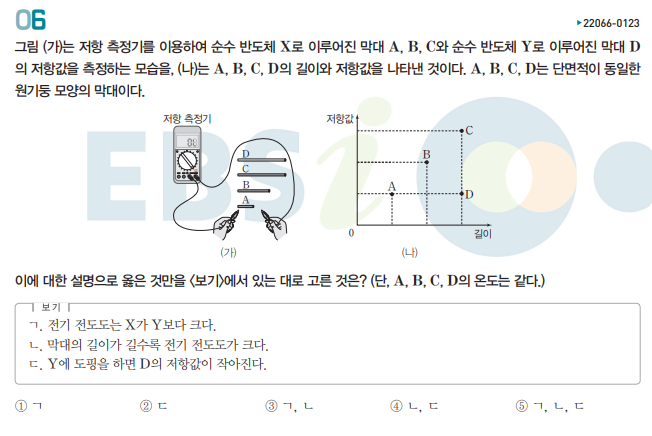 06
▶22066-0123
그림 (가)는 저항 측정기를 이용하여 순수 반도체 X로 이루어진 막대 A, B, C와 순수 반도체 Y로 이루어진 막대 D
의 저항값을 측정하는 모습을, (나)는 A, B, C, D의 길이와 저항값을 나타낸 것이다. A, B, C, D는 단면적이 동일한
원기둥 모양의 막대이다.
저항 측정기
D
C
B
A
(가)
저항값
C
B
A
D
0
길이
(나)
EBSi
이에 대한 설명으로 옳은 것만을 <보기>에서 있는 대로 고른 것은? (단, A, B, C, D의 온도는 같다.)
보기
ㄱ. 전기 전도도는 X가 Y보다 크다.
ㄴ. 막대의 길이가 길수록 전기 전도도가 크다.
ㄷ. Y에 도핑을 하면 D의 저항값이 작아진다.
① ㄱ ② ㄷ ③ ㄱ, ㄴ ④ ㄴ, ㄷ ⑤ ㄱ, ㄴ, ㄷ